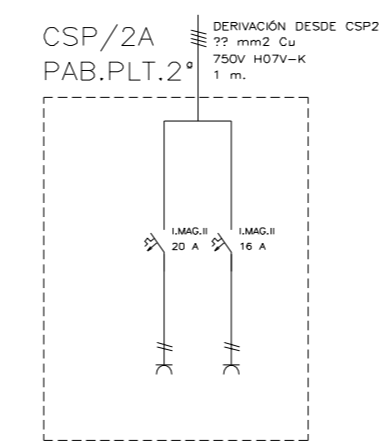 CSP/2A
PAB.PLT.2º
DERIVACIÓN DESDE CSP2
?? mm2 Cu
750V H07V-K
1 m.
I.MAG.II
20 A
I.MAG.II
16 A